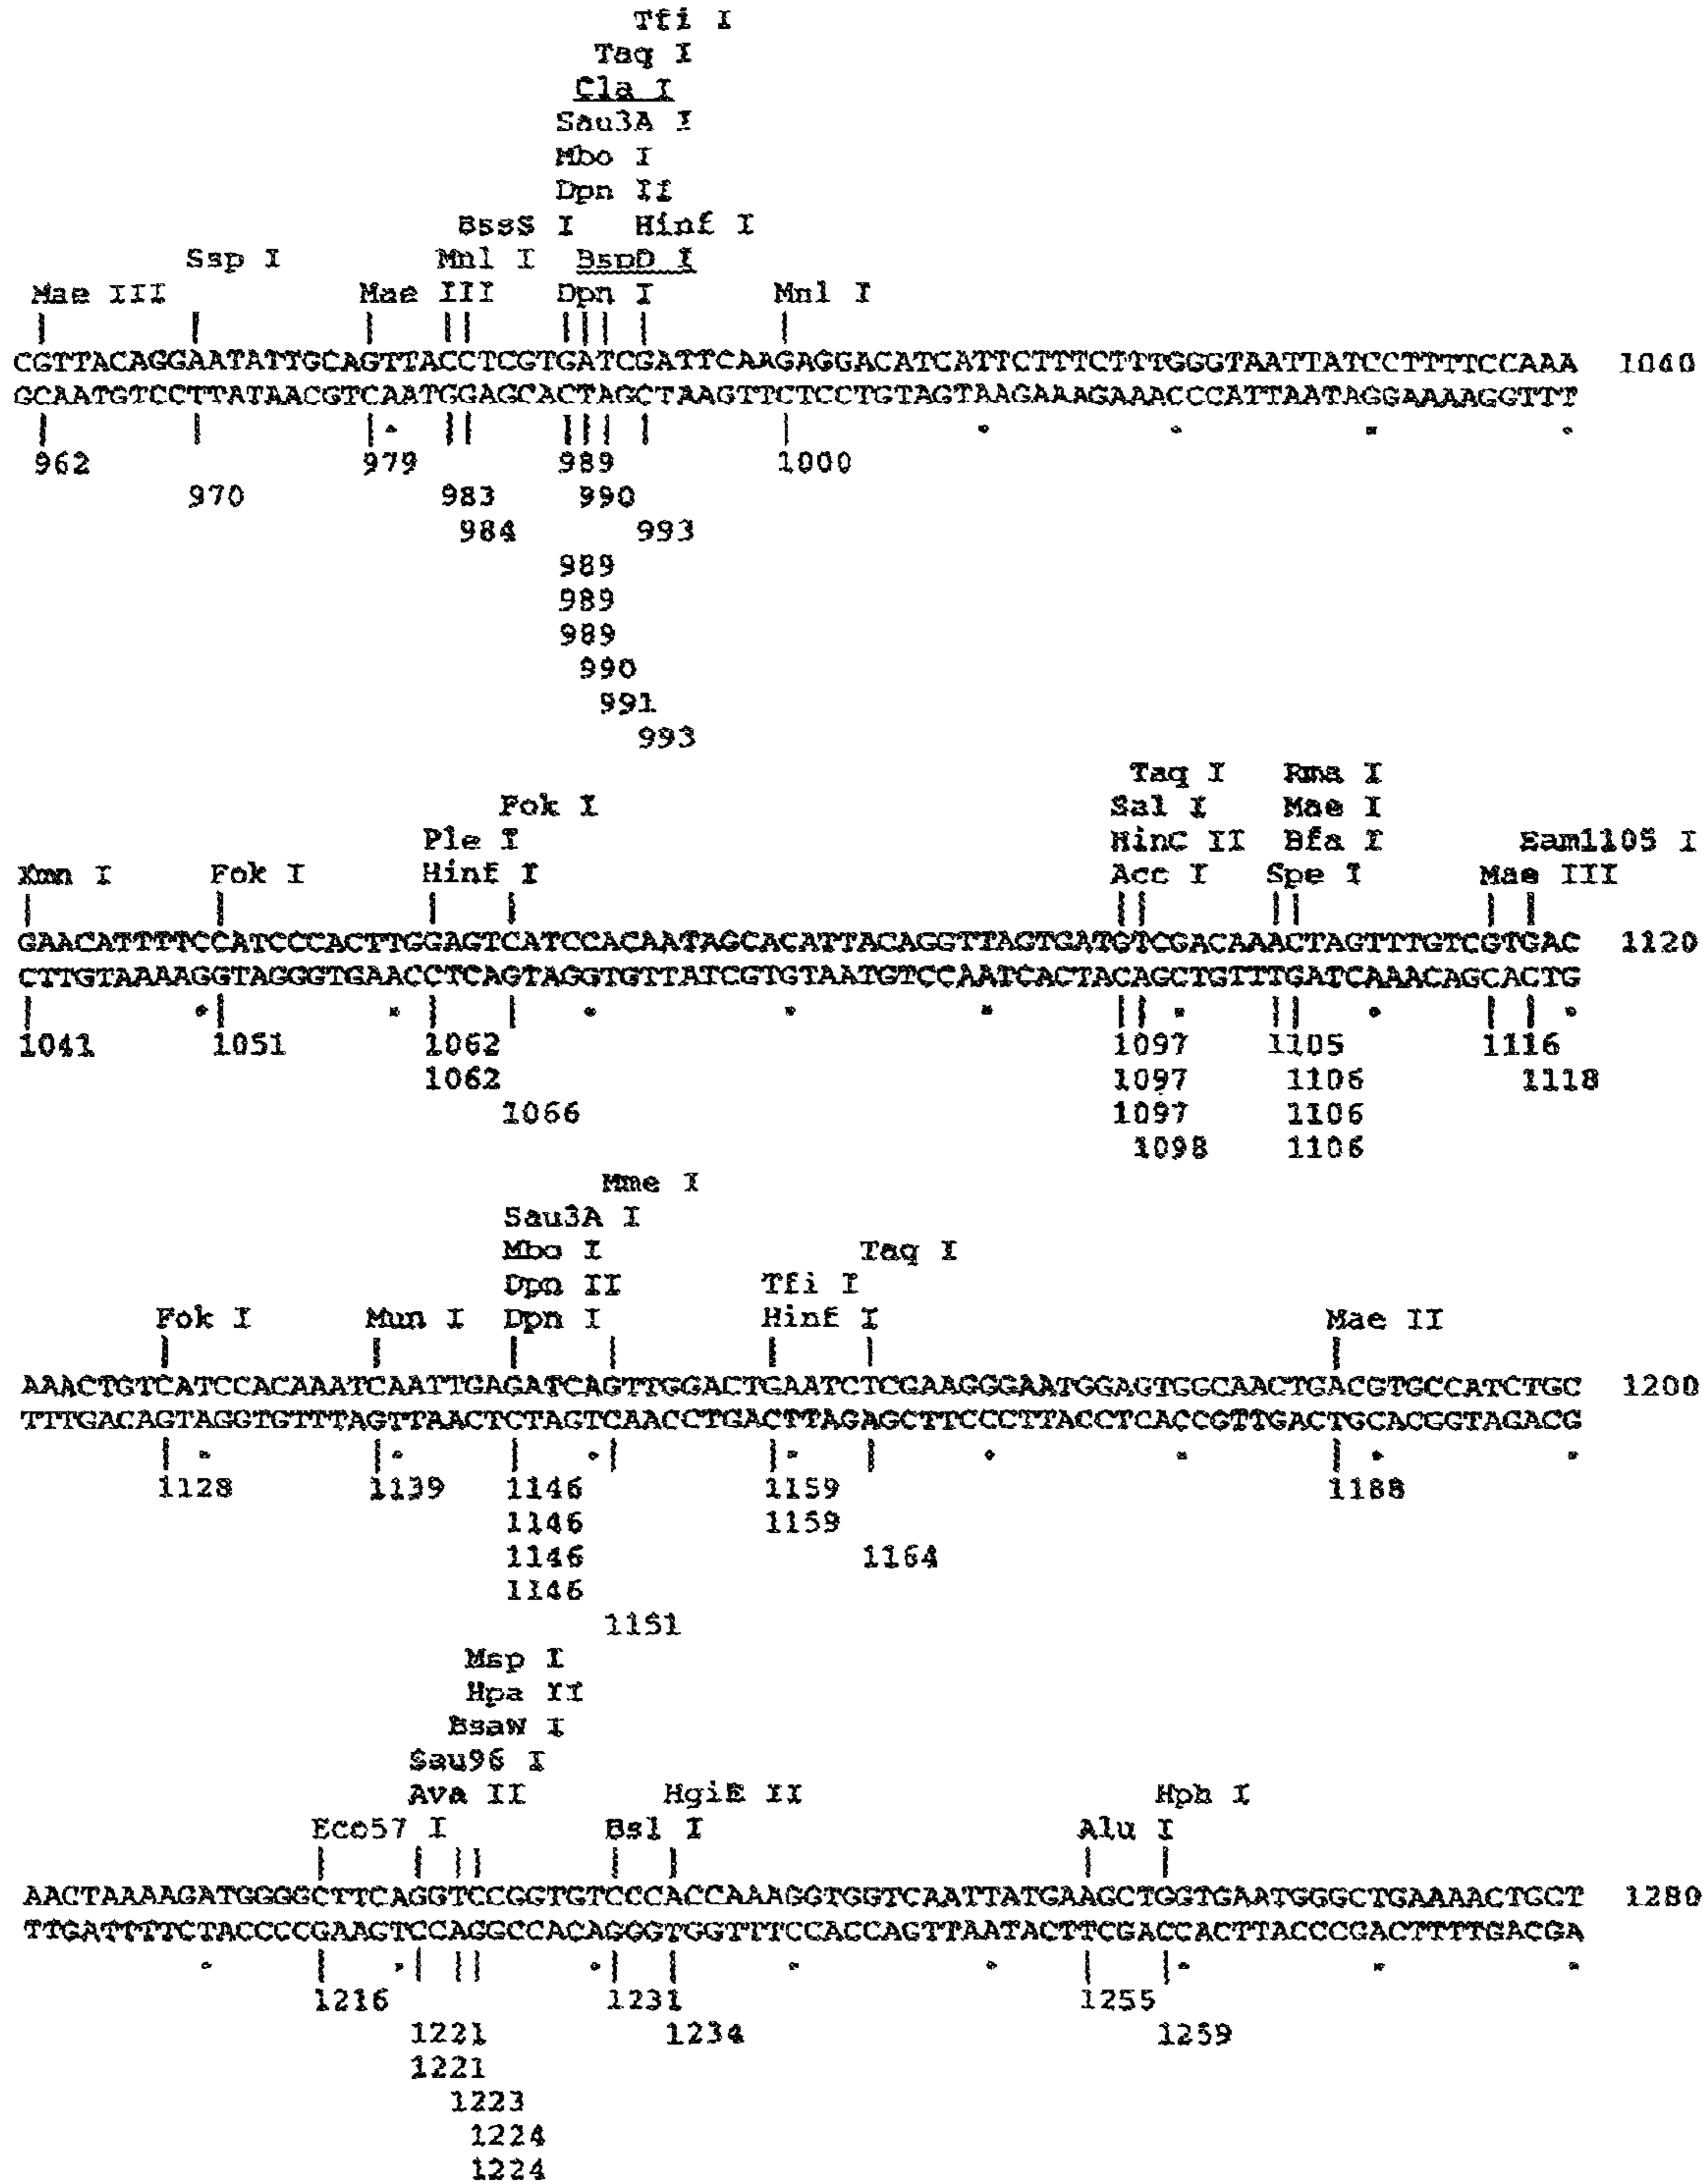 Tfi I
Taq I
Cla I
Sau3A I
Mbo I
Dpn II
BssS I Hinf I
Ssp I Mnl I BspD I
Mae III Mae III Dpn I Mnl I
CGTTACAGGAATATTGCAGTTACCTCGTGATCGATTCAAGAGGACATCATTCTTTCTTTGGGTAATTATCCTTTTCCAAA 1040
GCAATGTCCTTATAACGTCAATGGAGCACTAGCTAAGTTCTCCTGTAGTAAGAAAGAAACCCATTAATAGGAAAAGGTTT
962 979 989 1000
970 983 990
984 993
989
989
989
990
991
993
Taq I Rma I
Fok I Sal I Mae I
Ple I HinC II Bfa I Eam1105 I
Xmn I Fok I Hinf I Acc I Spe I Mae III
GAACATTTTCCATCCCACTTGGAGTCATCCACAATAGCACATTACAGGTTAGTGATGTCGACAAACTAGTTTGTCGTGAC 1120
CTTGTAAAAGGTAGGGTGAACCTCAGTAGGTGTTATCGTGTAATGTCCAATCACTACAGCTGTTTGATCAAACAGCACTG
1041 1051 1062 1097 1105 1116
1062 1097 1106 1118
1066 1097 1106
1098 1106
Mme I
Sau3A I
Mbo I Taq I
Dpn II Tfi I
Fok I Mun I Dpn I Hinf I Mae II
AAACTGTCATCCACAAATCAATTGAGATCAGTTGGACTGAATCTCGAAGGGAATGGAGTGGCAACTGACGTGCCATCTGC 1200
TTTGACAGTAGGTGTTTAGTTAACTCTAGTCAACCTGACTTAGAGCTTCCCTTACCTCACCGTTGACTGCACGGTAGACG
1128 1139 1146 1159 1188
1146 1159
1146 1164
1146
1151
Msp I
Hpa II
BsaW I
Sau96 I
Ava II HgiE II Hph I
Eco57 I Bsl I Alu I
AACTAAAAGATGGGGCTTCAGGTCCGGTGTCCCACCAAAGGTGGTCAATTATGAAGCTGGTGAATGGGCTGAAAACTGCT 1280
TTGATTTTCTACCCCGAAGTCCAGGCCACAGGGTGGTTTCCACCAGTTAATACTTCGACCACTTACCCGACTTTTGACGA
1216 1231 1255
1221 1234 1259
1221
1223
1224
1224